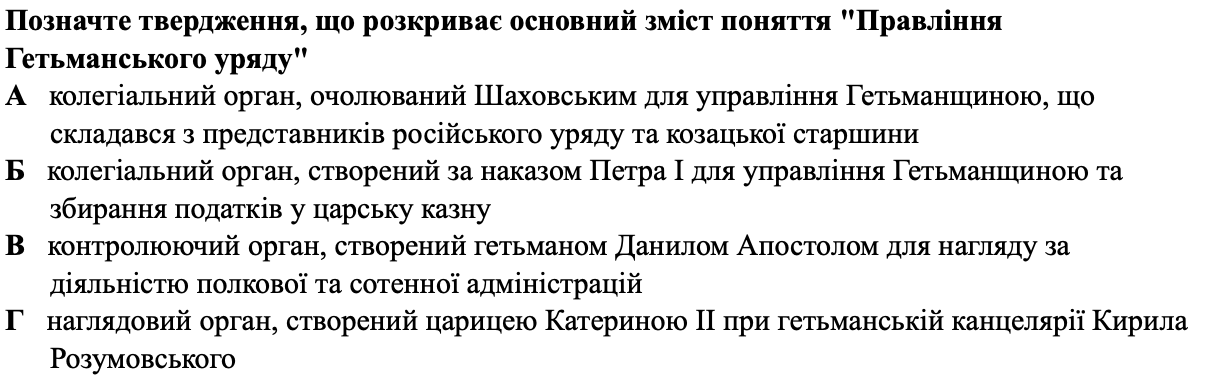 Позначте твердження, що розкриває основний зміст поняття "Правління
Гетьманського уряду"
А колегіальний орган, очолюваний Шаховським для управління Гетьманщиною, що
складався з представників російського уряду та козацької старшини
Б колегіальний орган, створений за наказом Петра І для управління Гетьманщиною та
збирання податків у царську казну
В контролюючий орган, створений гетьманом Данилом Апостолом для нагляду за
діяльністю полкової та сотенної адміністрацій
Г наглядовий орган, створений царицею Катериною ІІ при гетьманській канцелярії Кирила
Розумовського